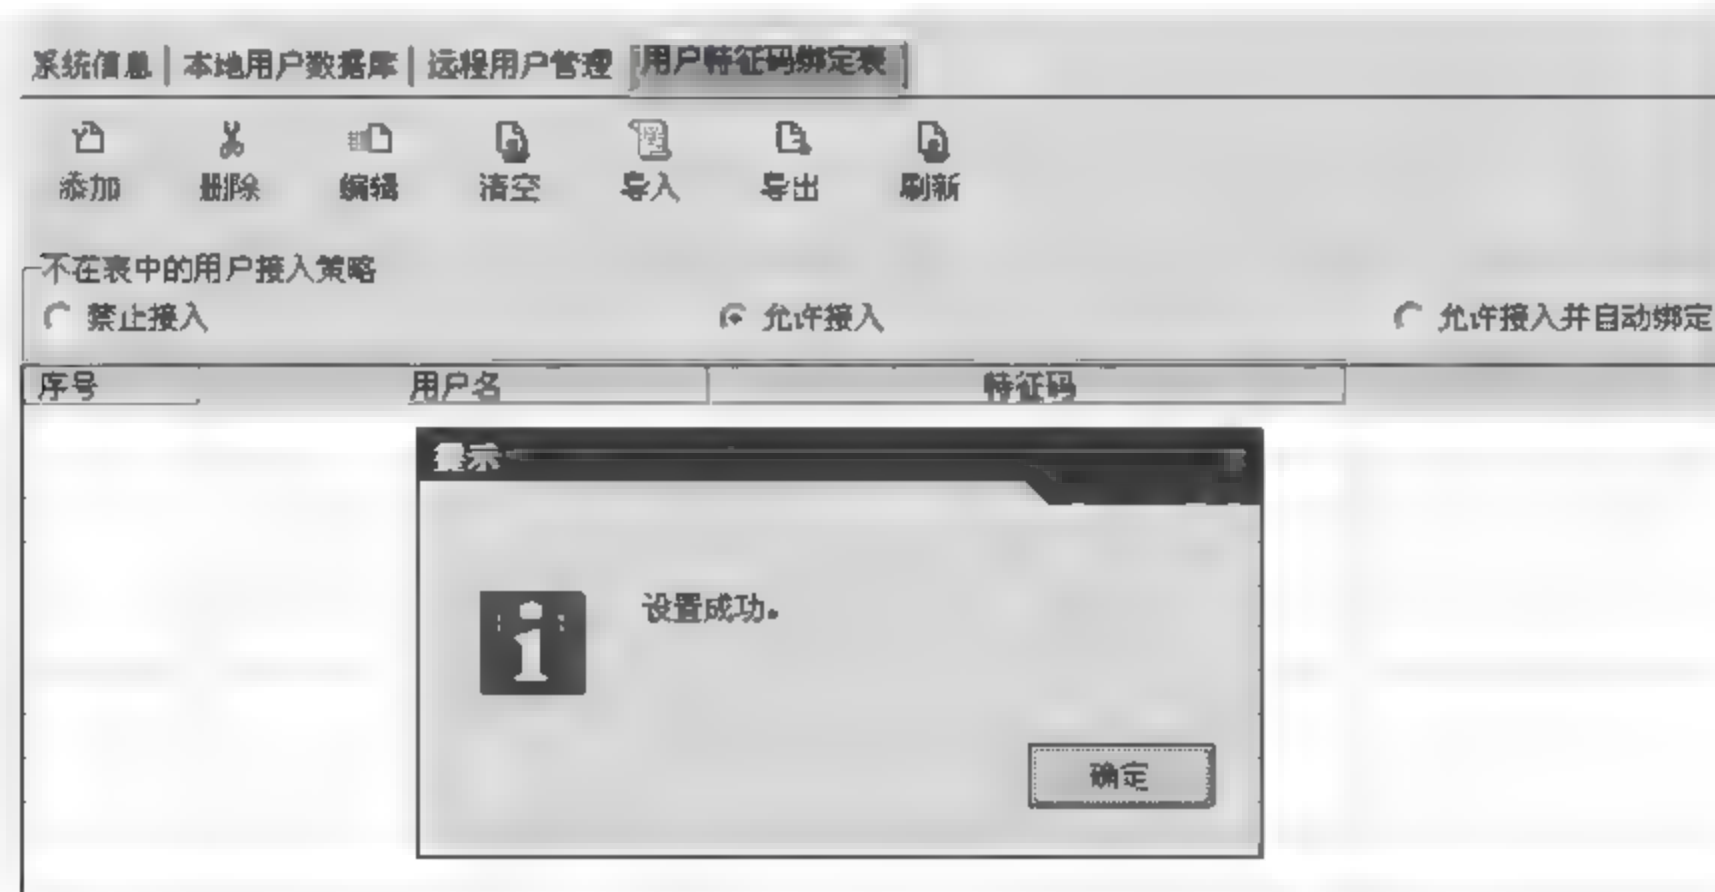 系统信息 | 本地用户数据库 | 远程用户管理 | 用户特征码绑定表
添加 删除 编辑 清空 导入 导出 刷新
不在表中的用户接入策略
禁止接入 允许接入 允许接入并自动绑定
序号 用户名 特征码
提示
设置成功。
确定